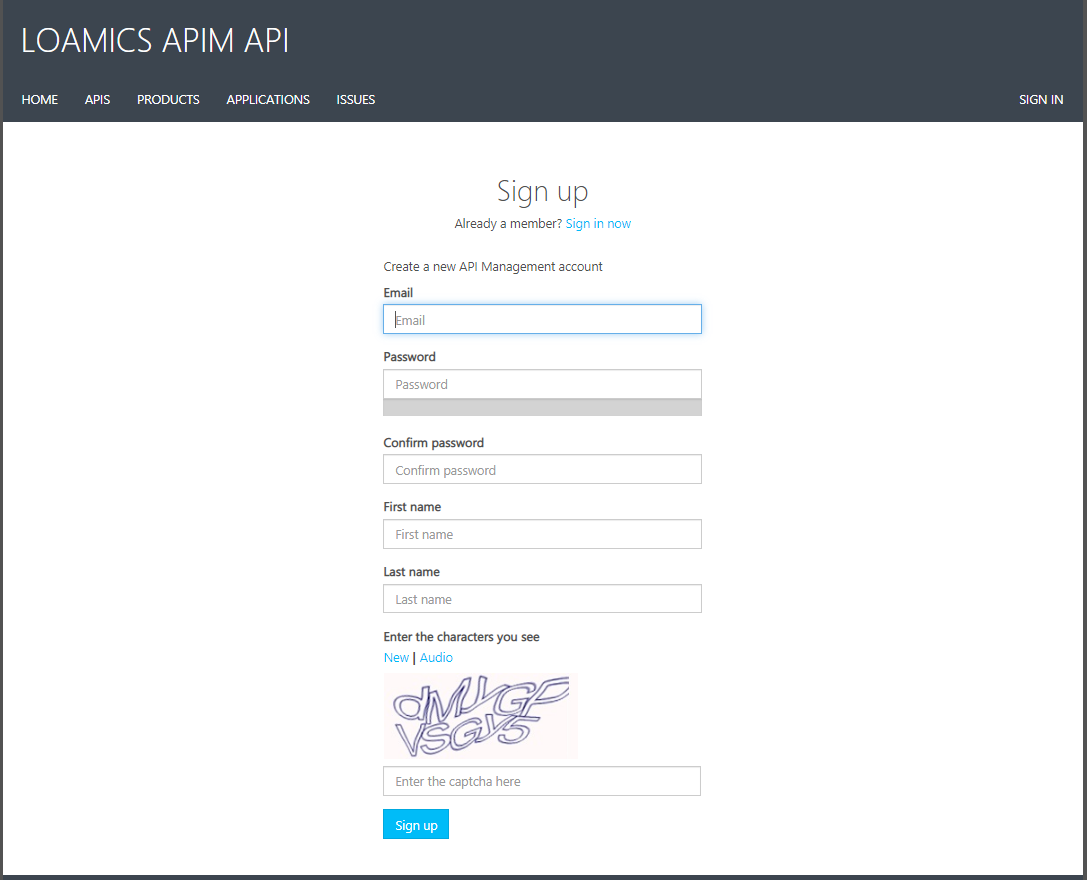 LOAMICS APIM API
HOME APIS PRODUCTS APPLICATIONS ISSUES SIGN IN
Sign up
Already a member? Sign in now
Create a new API Management account
Email
Email
Password
Password
Confirm password
Confirm password
First name
First name
Last name
Last name
Enter the characters you see
New | Audio
Enter the captcha here
Sign up